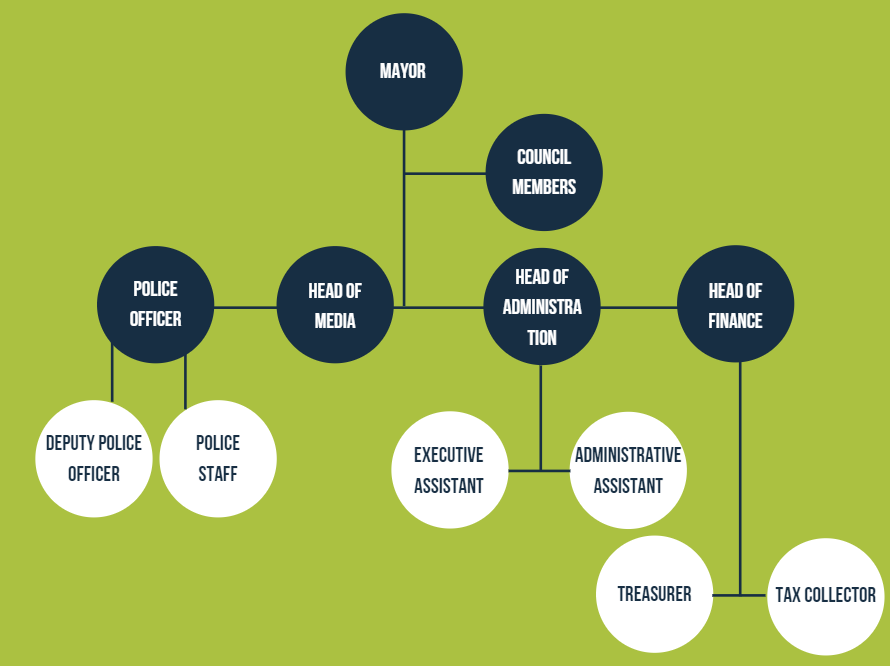 MAYOR
COUNCIL
MEMBERS
POLICE
OFFICER
HEAD OF
MEDIA
HEAD OF
ADMINISTRA
TION
HEAD OF
FINANCE
DEPUTY POLICE
OFFICER
POLICE
STAFF
EXECUTIVE
ASSISTANT
ADMINISTRATIVE
ASSISTANT
TREASURER
TAX COLLECTOR